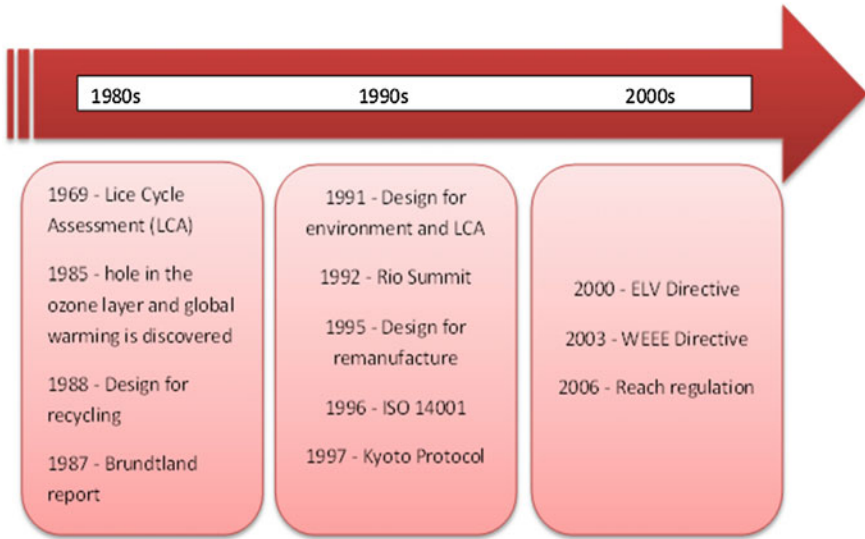 1980s 1990s 2000s
1969 - Lice Cycle
Assessment (LCA)
1985 - hole in the
ozone layer and global
warming is discovered
1988 - Design for
recycling
1987 - Brundtland
report
1991 - Design for
environment and LCA
1992 - Rio Summit
1995 - Design for
remanufacture
1996 - ISO 14001
1997 - Kyoto Protocol
2000 - ELV Directive
2003 - WEEE Directive
2006 - Reach regulation